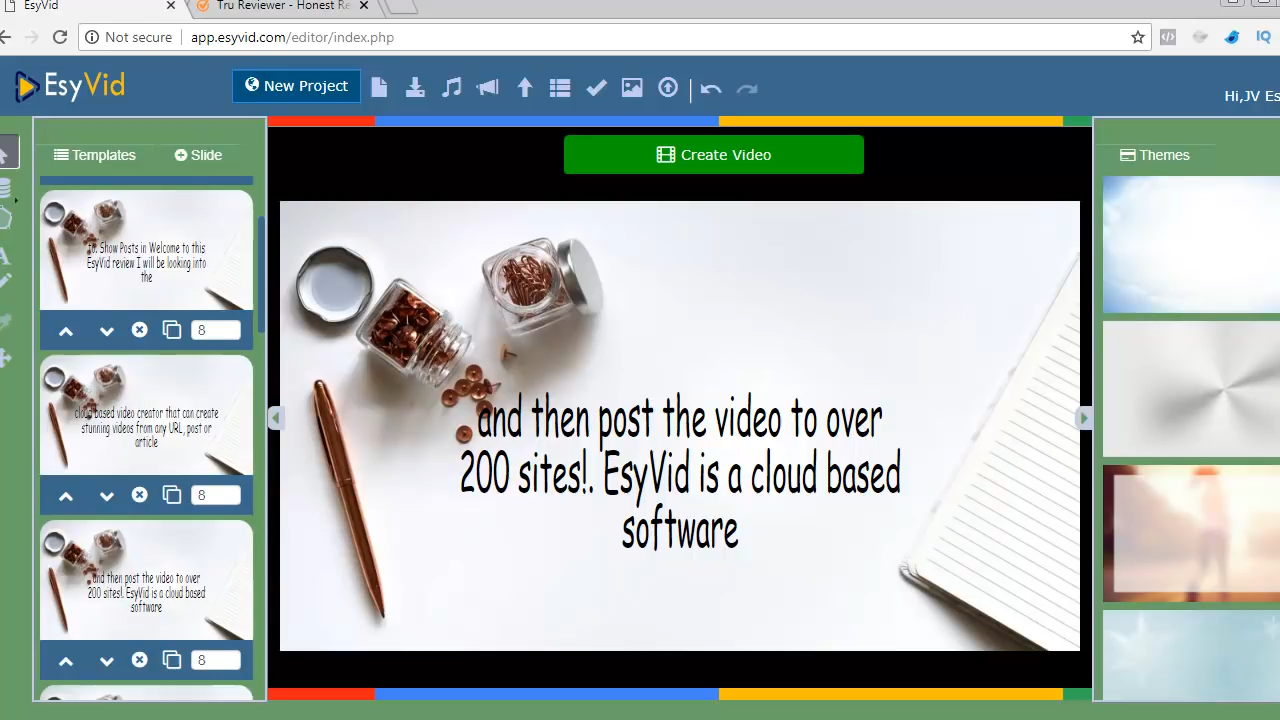 EsyVid
Tru Reviewer - Honest Re
Not secure
app.esyvid.com/editor/index.php
IQ
EsyVid
New Project
Hi,JV Es
Templates
Slide
Create Video
Themes
to. Show Posts in Welcome to this
EsyVid review I will be looking into
the
8
cloud based video creator that can create
stunning videos from any URL, post or
article
8
and then post the video to over
200 sites!. EsyVid is a cloud based
software
8
and then post the video to over
200 sites!. EsyVid is a cloud based
software
A